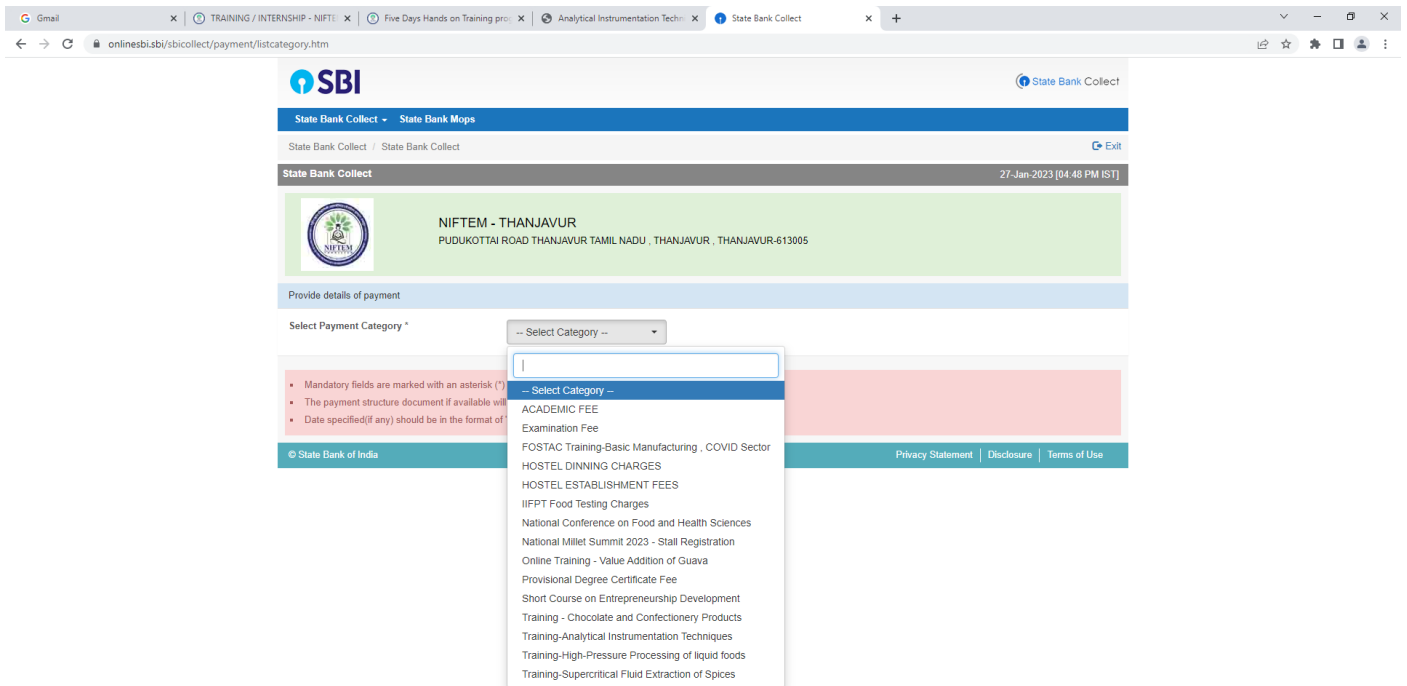 Gmail
TRAINING / INTERNSHIP - NIFTE
Five Days Hands on Training prog
Analytical Instrumentation Techni
State Bank Collect
onlinesbi.sbi/sbicollect/payment/listcategory.htm
SBI
State Bank Collect
State Bank Collect State Bank Mops
State Bank Collect / State Bank Collect
Exit
State Bank Collect
27-Jan-2023 [04:48 PM IST]
NIFTEM
NIFTEM - THANJAVUR
PUDUKOTTAI ROAD THANJAVUR TAMIL NADU , THANJAVUR , THANJAVUR-613005
Provide details of payment
Select Payment Category *
-- Select Category --
Mandatory fields are marked with an asterisk (*)
The payment structure document if available will
Date specified(if any) should be in the format of '
-- Select Category --
ACADEMIC FEE
Examination Fee
FOSTAC Training-Basic Manufacturing , COVID Sector
HOSTEL DINNING CHARGES
HOSTEL ESTABLISHMENT FEES
IIFPT Food Testing Charges
National Conference on Food and Health Sciences
National Millet Summit 2023 - Stall Registration
Online Training - Value Addition of Guava
Provisional Degree Certificate Fee
Short Course on Entrepreneurship Development
Training - Chocolate and Confectionery Products
Training-Analytical Instrumentation Techniques
Training-High-Pressure Processing of liquid foods
Training-Supercritical Fluid Extraction of Spices
© State Bank of India
Privacy Statement | Disclosure | Terms of Use